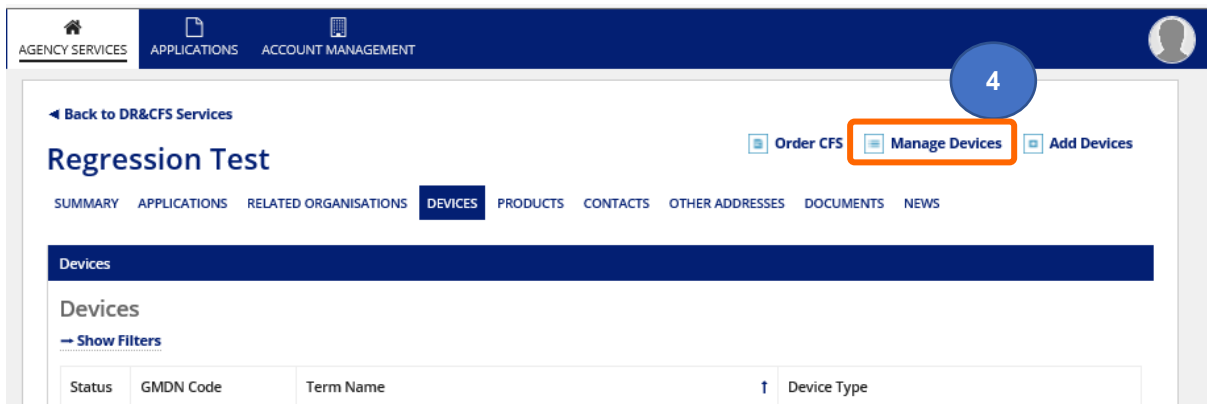 AGENCY SERVICES APPLICATIONS ACCOUNT MANAGEMENT
4
Back to DR&CFS Services
Order CFS Manage Devices Add Devices
Regression Test
SUMMARY APPLICATIONS RELATED ORGANISATIONS DEVICES PRODUCTS CONTACTS OTHER ADDRESSES DOCUMENTS NEWS
Devices
Devices
→ Show Filters
Status GMDN Code Term Name ↑ Device Type